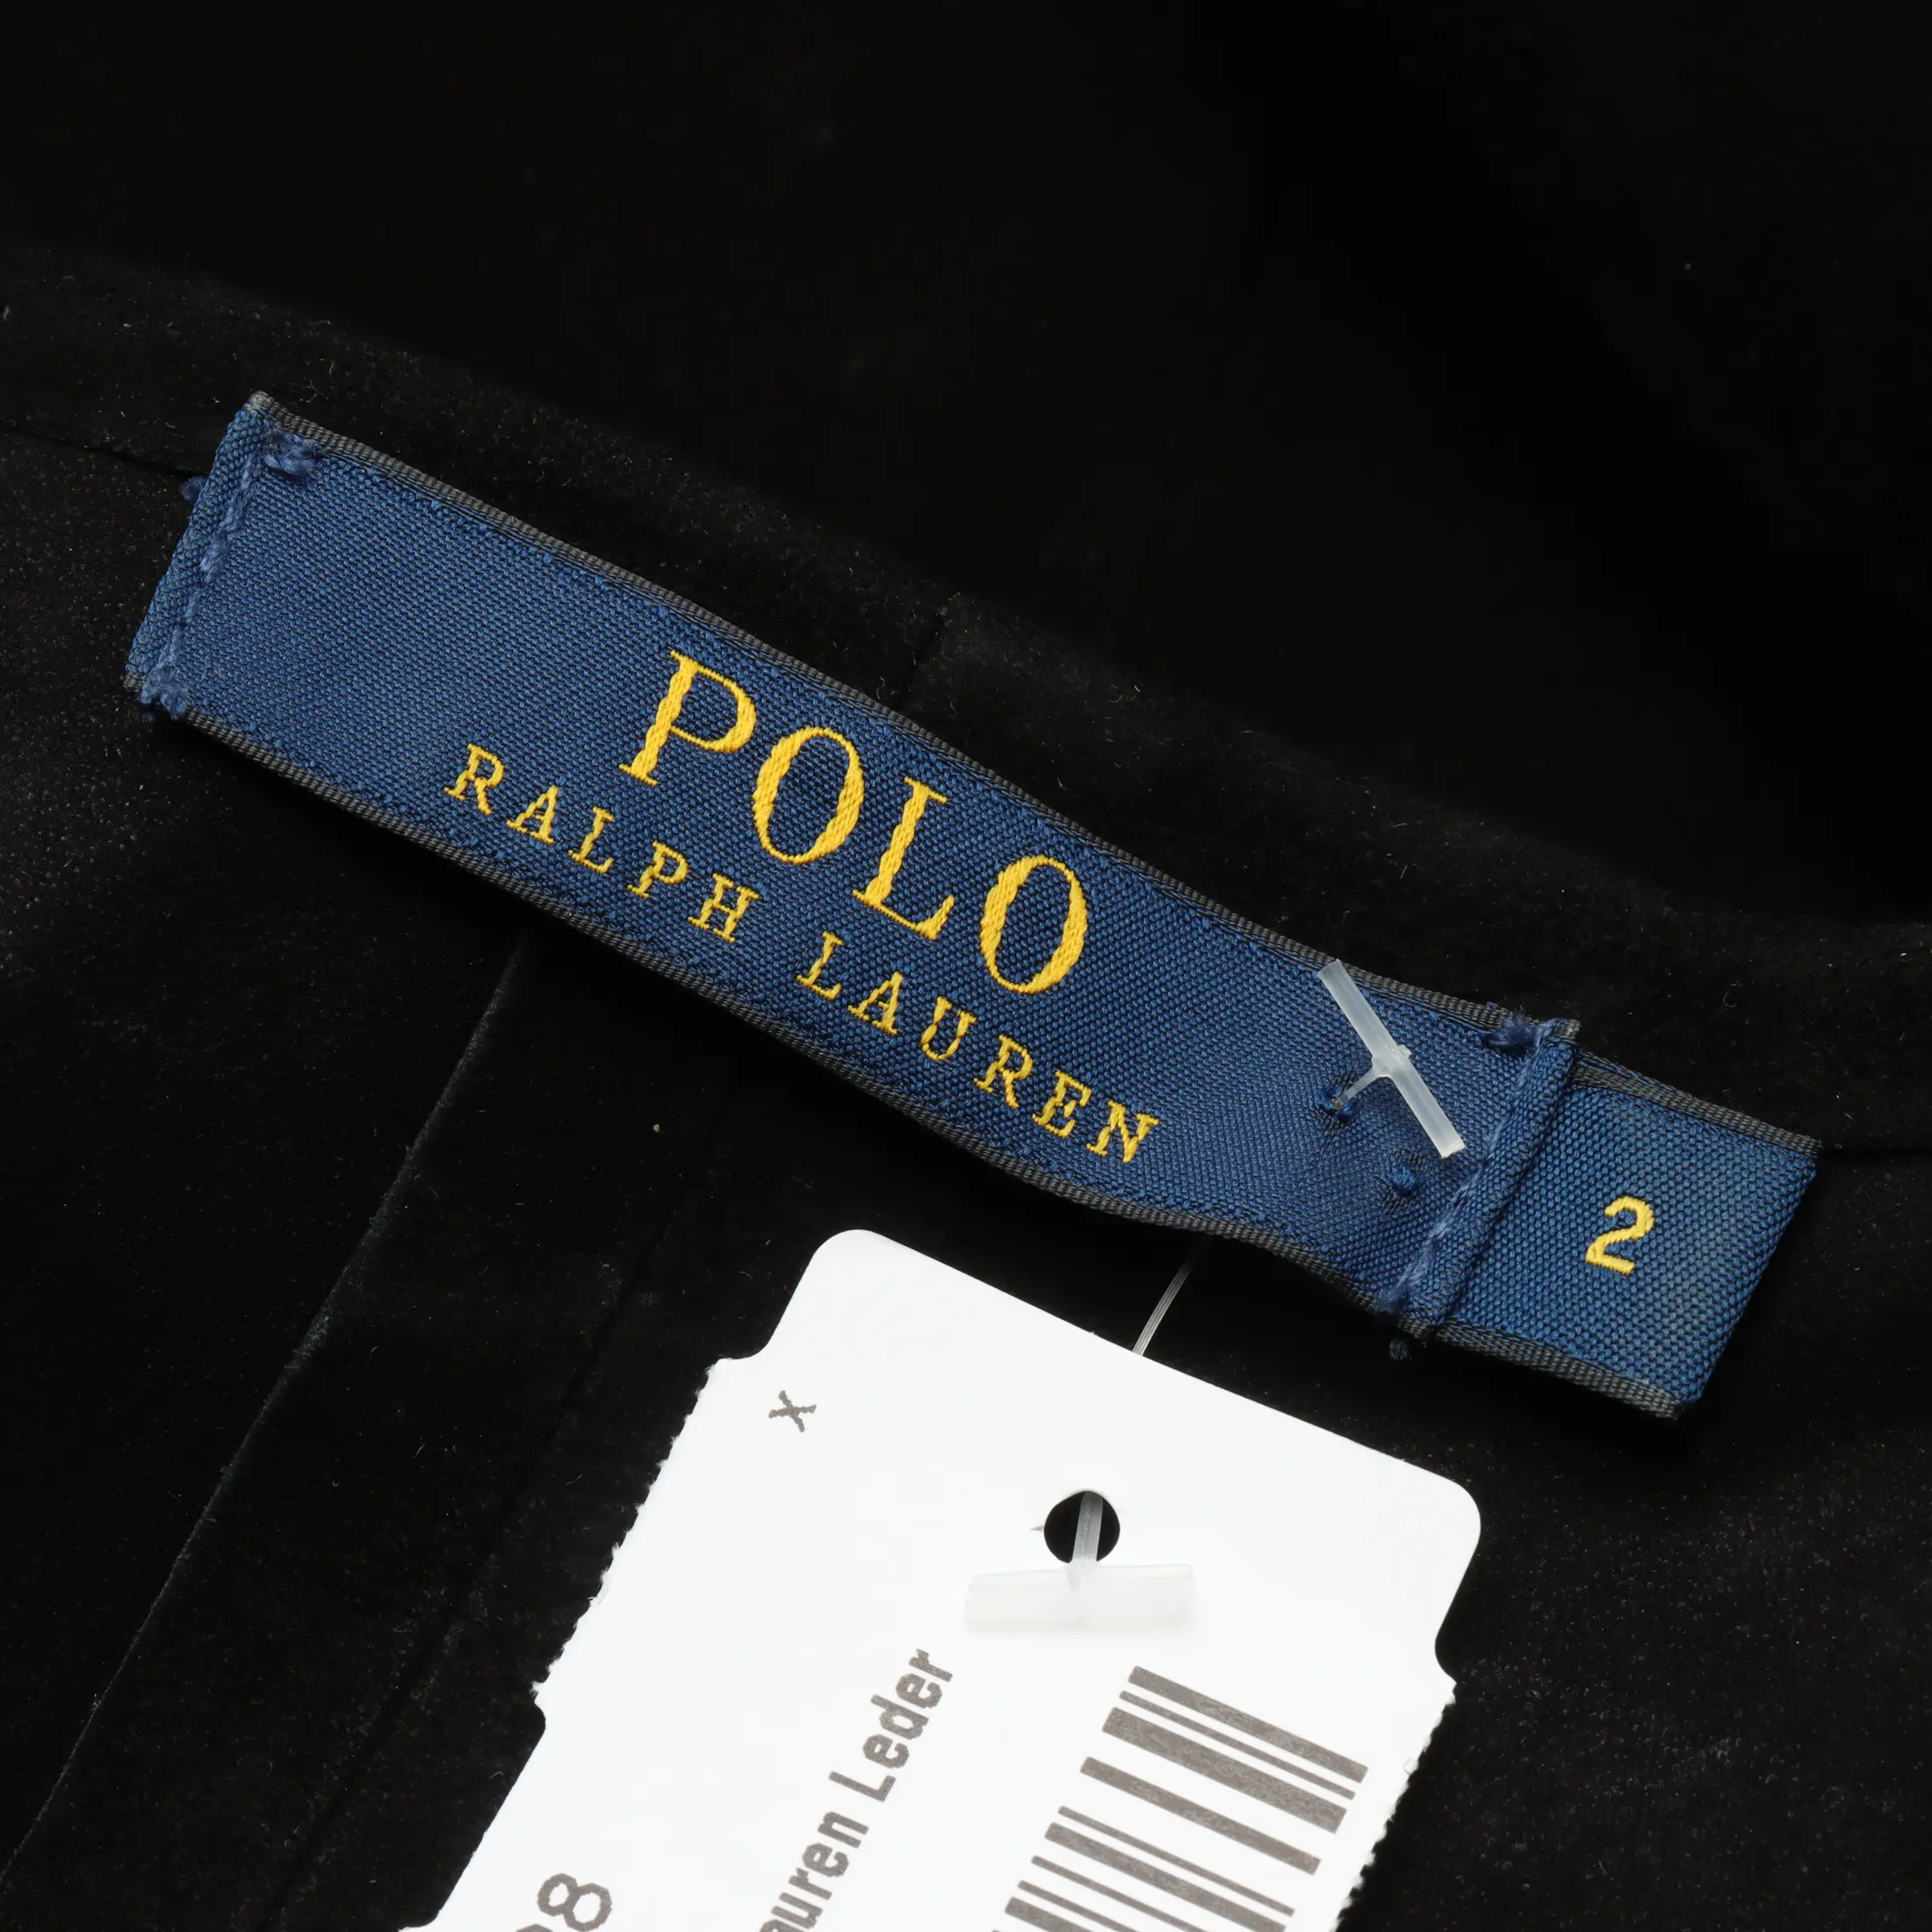 POLO
RALPH LAUREN
2
x
Leder